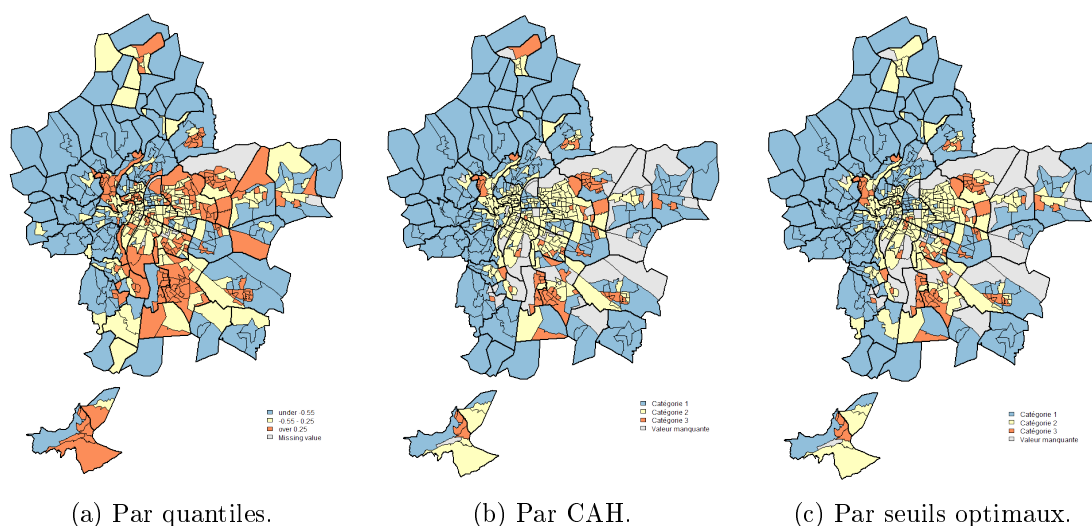 under -0.55
-0.55 - 0.25
over 0.25
Missing value
Catégorie 1
Catégorie 2
Catégorie 3
Valeur manquante
Catégorie 1
Catégorie 2
Catégorie 3
Valeur manquante
(a) Par quantiles.
(b) Par CAH.
(c) Par seuils optimaux.